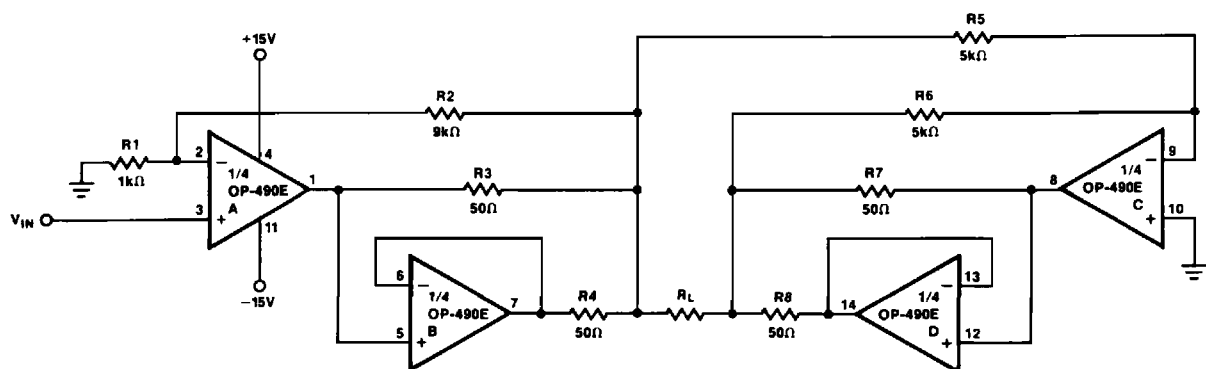 R5
+15V
5kΩ
R2
R6
9kΩ
5kΩ
R1
2
−
4
9
−
1/4
1/4
R3
R7
1kΩ
OP-490E
1
8
OP-490E
A
C
VIN
3
+
11
50Ω
50Ω
+
10
−15V
6
−
13
−
1/4
7
R4
RL
R8
14
1/4
OP-490E
OP-490E
5
+
B
50Ω
50Ω
D
+
12